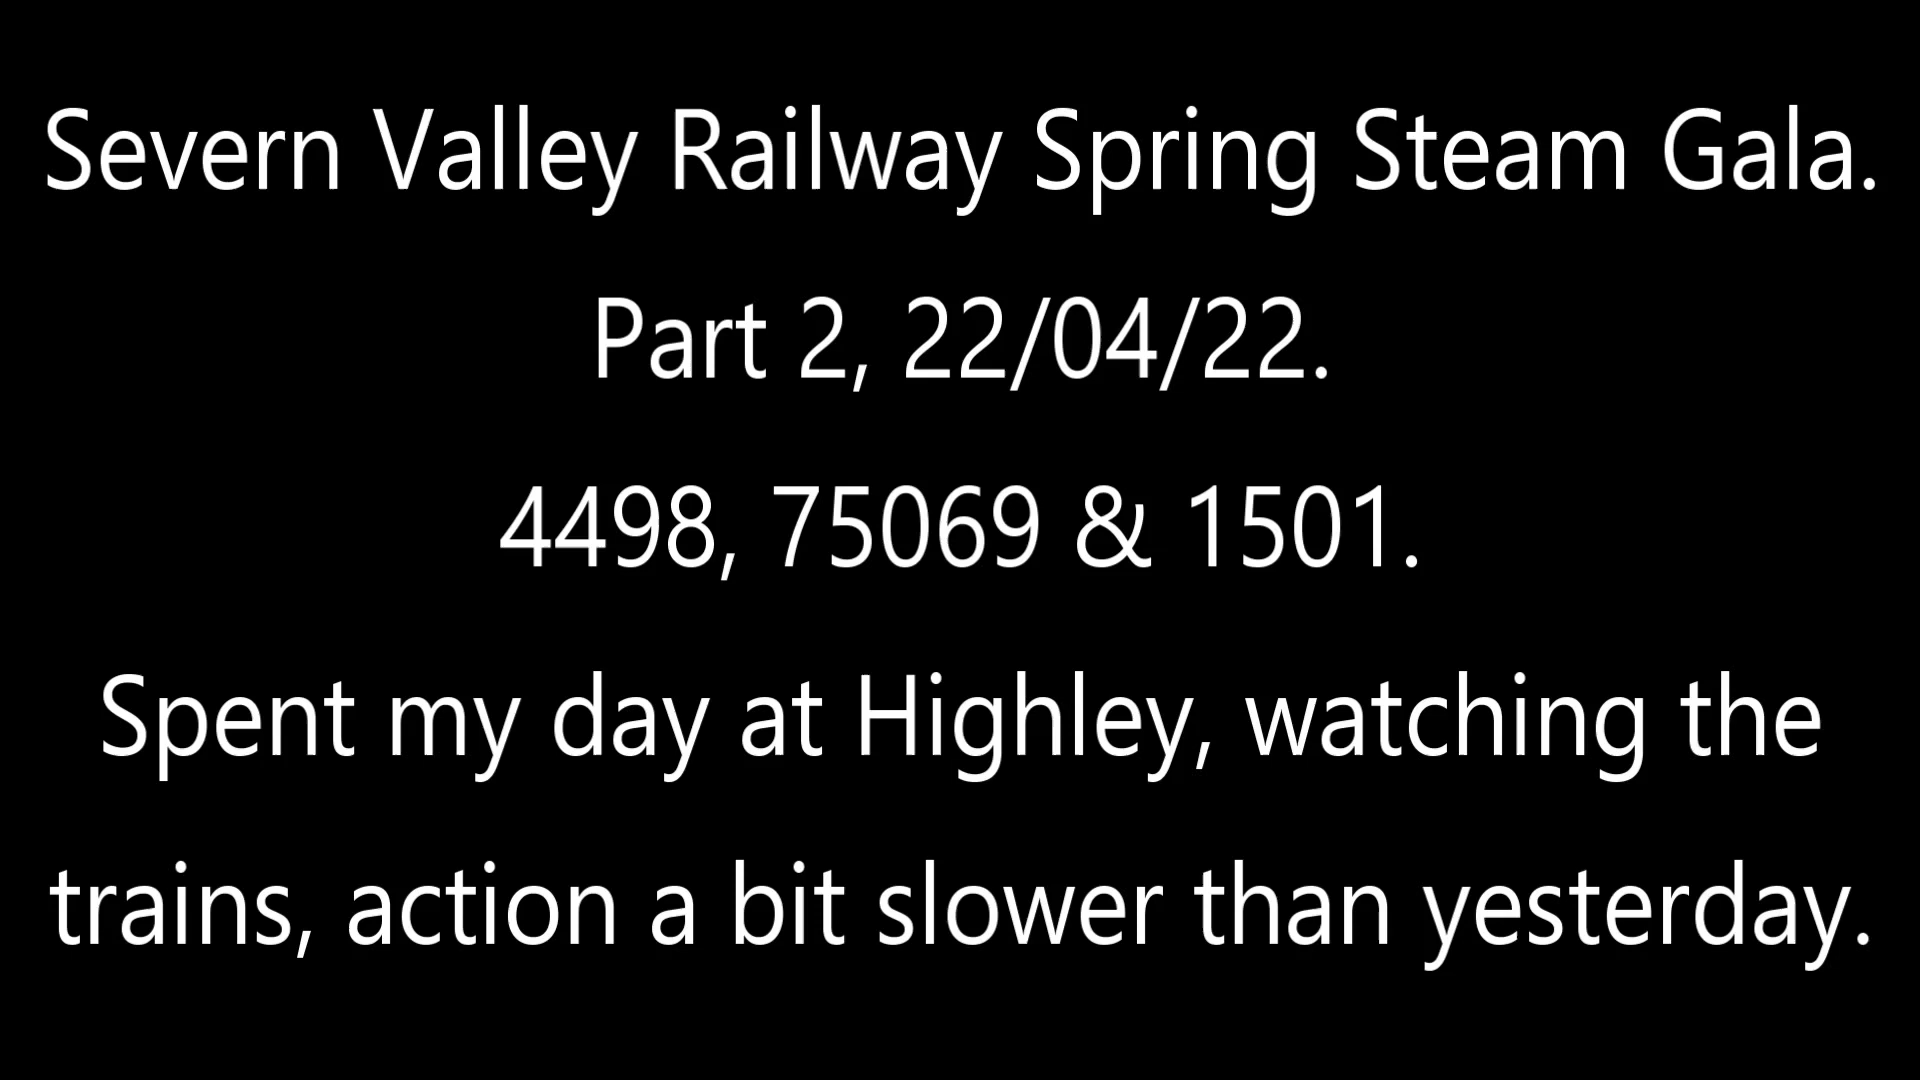 Severn Valley Railway Spring Steam Gala.
Part 2, 22/04/22.
4498, 75069 & 1501.
Spent my day at Highley, watching the
trains, action a bit slower than yesterday.